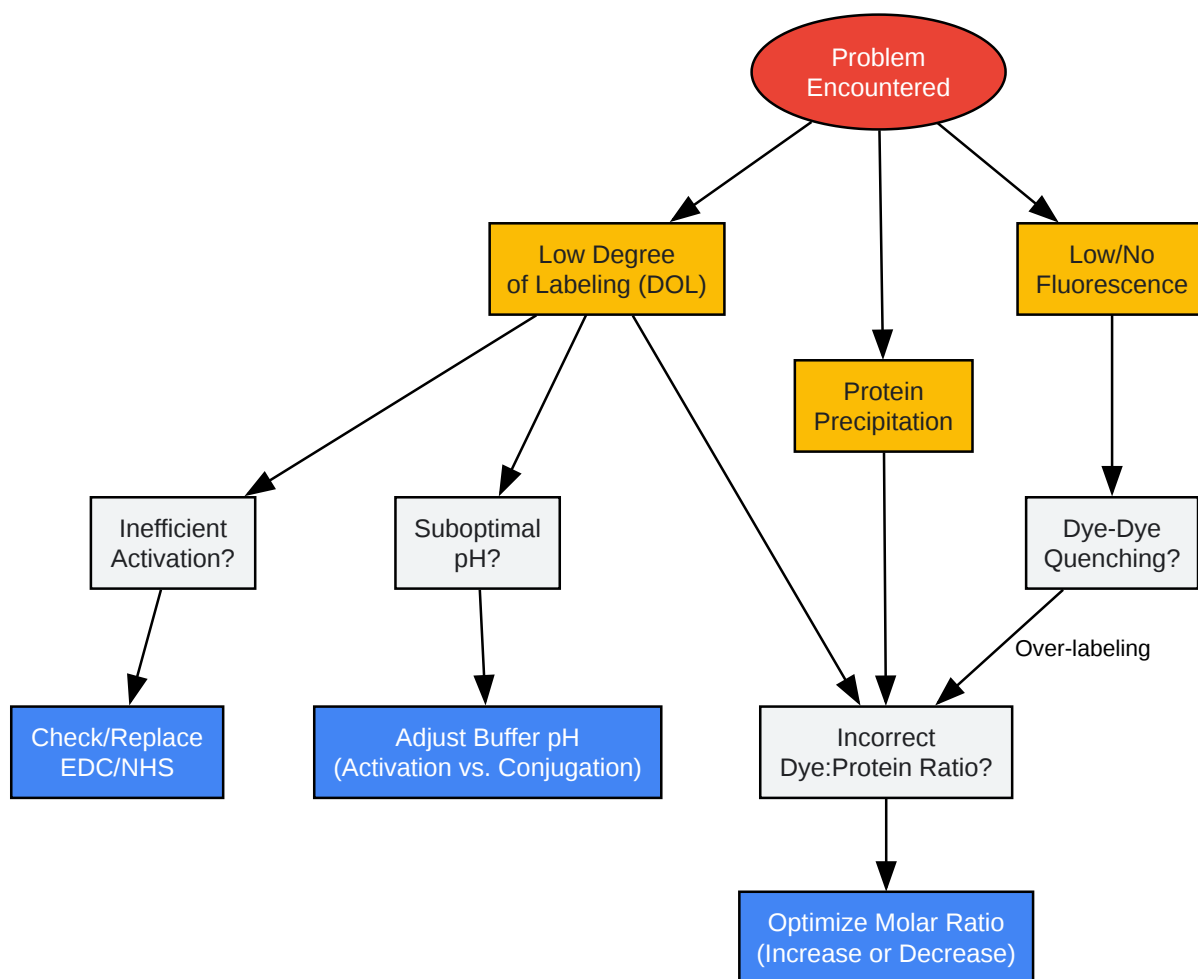 Problem
Encountered
Low Degree
of Labeling (DOL)
Low/No
Fluorescence
Protein
Precipitation
Inefficient
Activation?
Suboptimal
pH?
Dye-Dye
Quenching?
Over-labeling
Check/Replace
EDC/NHS
Adjust Buffer pH
(Activation vs. Conjugation)
Incorrect
Dye:Protein Ratio?
Optimize Molar Ratio
(Increase or Decrease)